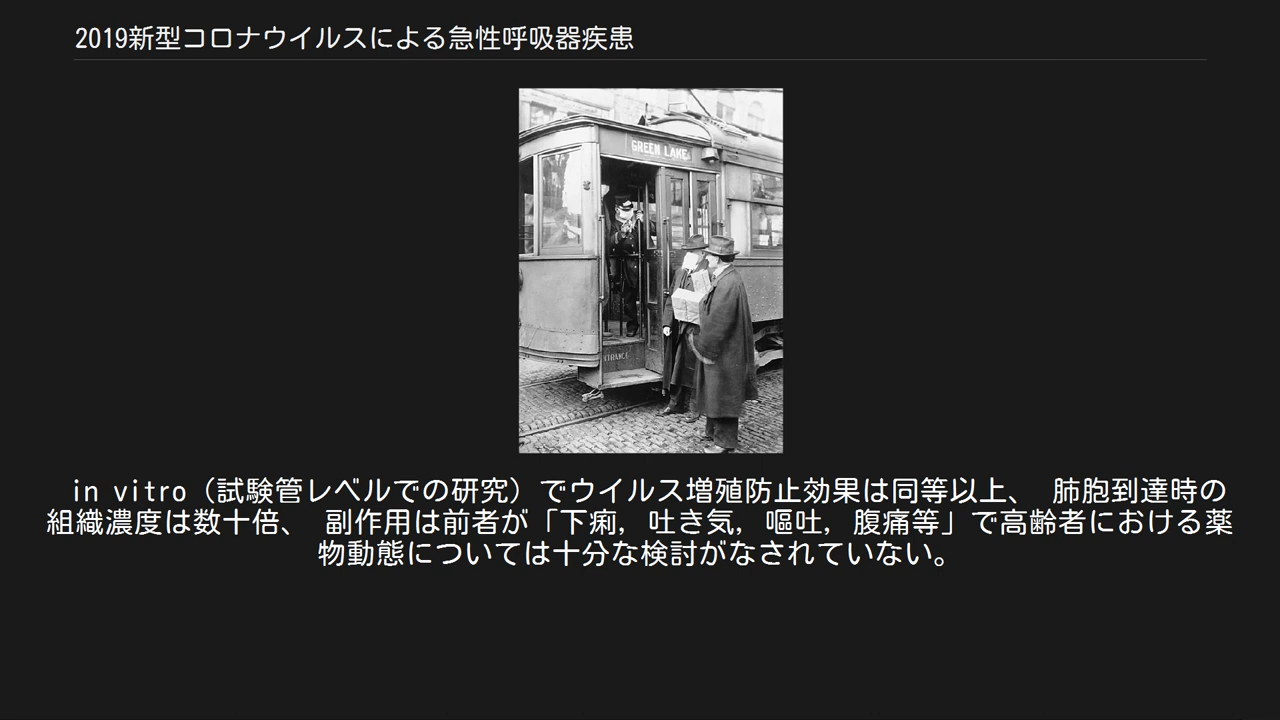 2019新型コロナウイルスによる急性呼吸器疾患
GREEN LAKE
ENTRANCE
in vitro（試験管レベルでの研究）でウイルス増殖防止効果は同等以上、 肺胞到達時の
組織濃度は数十倍、 副作用は前者が「下痢, 吐き気, 嘔吐, 腹痛等」で高齢者における薬
物動態については十分な検討がなされていない。